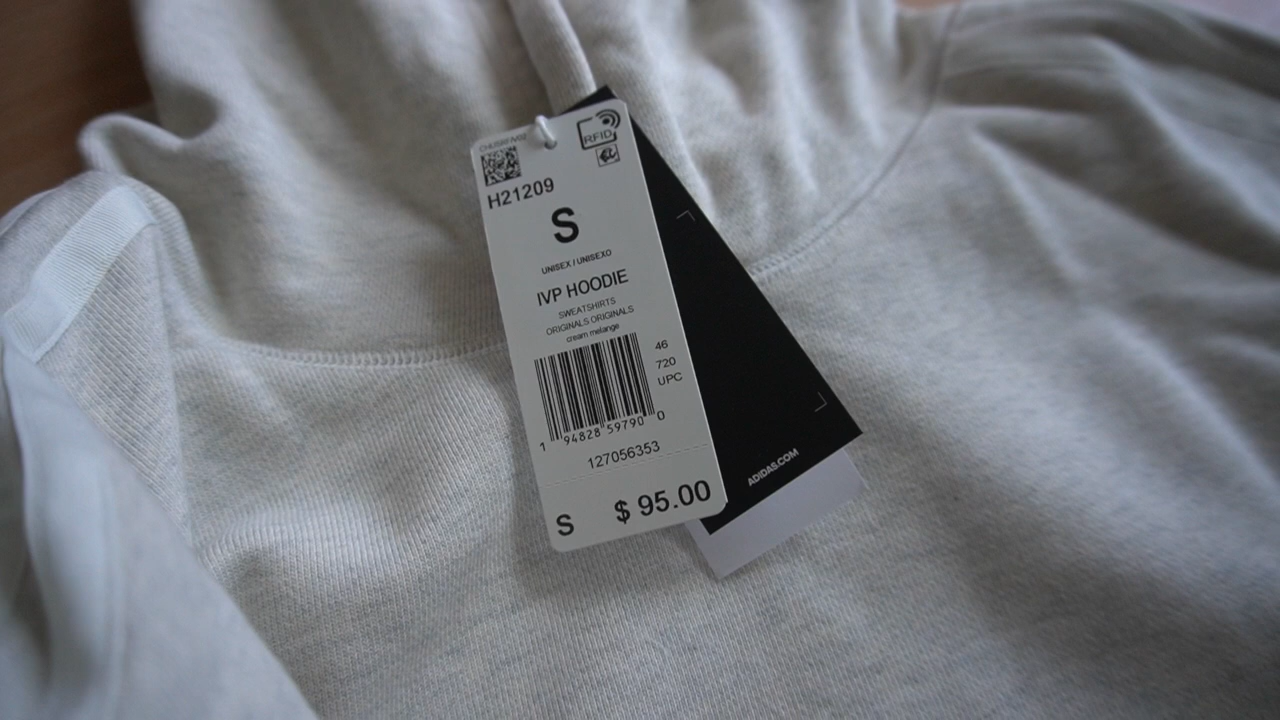 RFID
H21209
S
UNISEX / UNISEXO
IVP HOODIE
SWEATSHIRTS
ORIGINALS ORIGINALS
cream melange
46
720
UPC
1 94828 59790 0
127056353
S $ 95.00
ADIDAS.COM